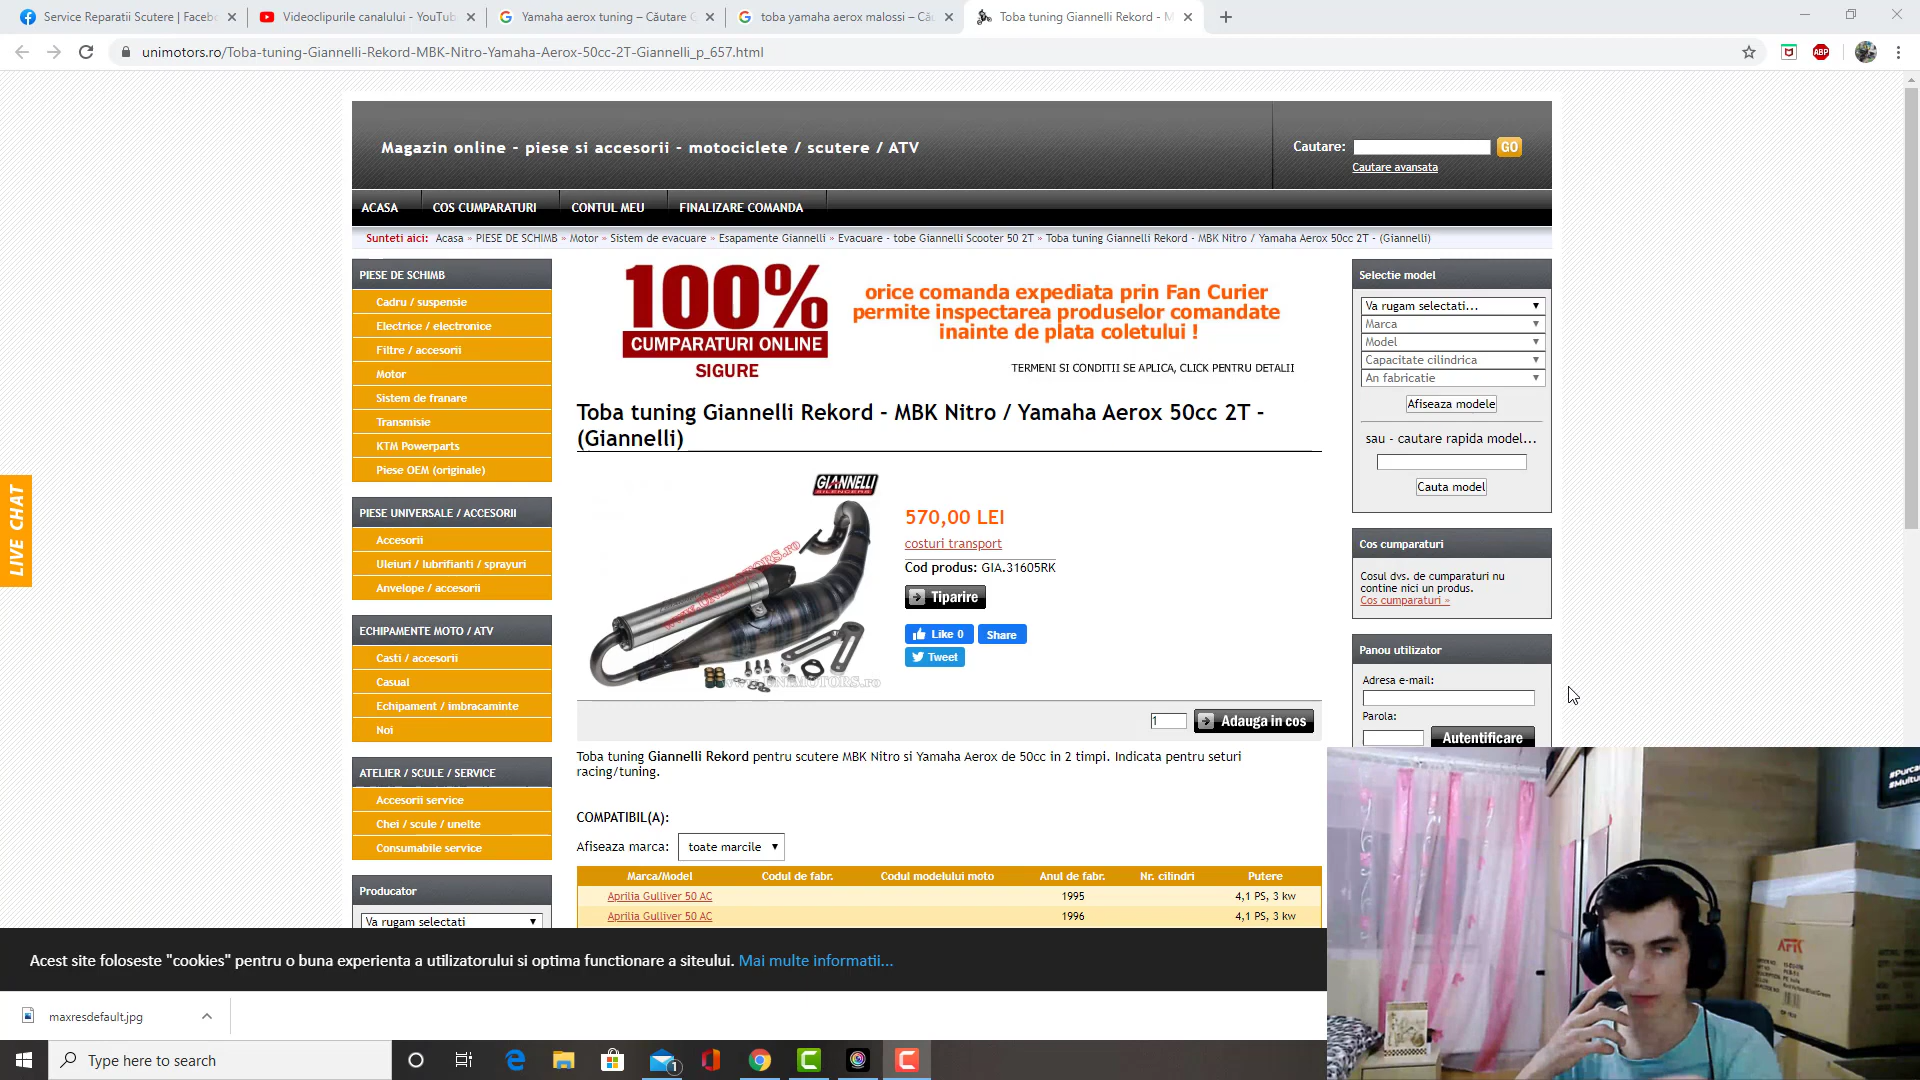 Service Reparatii Scutere | Faceb
Videoclipurile canalului - YouTub
Yamaha aerox tuning – Căutare G
toba yamaha aerox malossi – Cău
Toba tuning Giannelli Rekord - M
unimotors.ro/Toba-tuning-Giannelli-Rekord-MBK-Nitro-Yamaha-Aerox-50cc-2T-Giannelli_p_657.html
ABP
Magazin online - piese si accesorii - motociclete / scutere / ATV
Cautare:
GO
Cautare avansata
ACASA
COS CUMPARATURI
CONTUL MEU
FINALIZARE COMANDA
Sunteti aici: Acasa » PIESE DE SCHIMB » Motor » Sistem de evacuare » Esapamente Giannelli » Evacuare - tobe Giannelli Scooter 50 2T » Toba tuning Giannelli Rekord - MBK Nitro / Yamaha Aerox 50cc 2T - (Giannelli)
PIESE DE SCHIMB
Cadru / suspensie
Electrice / electronice
Filtre / accesorii
Motor
Sistem de franare
Transmisie
KTM Powerparts
Piese OEM (originale)
PIESE UNIVERSALE / ACCESORII
Accesorii
Uleiuri / lubrifianti / sprayuri
Anvelope / accesorii
ECHIPAMENTE MOTO / ATV
Casti / accesorii
Casual
Echipament / imbracaminte
Noi
ATELIER / SCULE / SERVICE
Accesorii service
Chei / scule / unelte
Consumabile service
Producator
Va rugam selectati
LIVE CHAT
100%
CUMPARATURI ONLINE
SIGURE
orice comanda expediata prin Fan Curier
permite inspectarea produselor comandate
inainte de plata coletului !
TERMENI SI CONDITII SE APLICA, CLICK PENTRU DETALII
Toba tuning Giannelli Rekord - MBK Nitro / Yamaha Aerox 50cc 2T -
(Giannelli)
GIANNELLI
SILENCERS
WWW.UNIMOTORS.RO
www.UNIMOTORS.ro
570,00 LEI
costuri transport
Cod produs: GIA.31605RK
Tiparire
Like 0
Share
Tweet
1
Adauga in cos
Toba tuning Giannelli Rekord pentru scutere MBK Nitro si Yamaha Aerox de 50cc in 2 timpi. Indicata pentru seturi
racing/tuning.
COMPATIBIL(A):
Afiseaza marca: toate marcile
Marca/Model Codul de fabr. Codul modelului moto Anul de fabr. Nr. cilindri Putere
Aprilia Gulliver 50 AC 1995 4,1 PS, 3 kw
Aprilia Gulliver 50 AC 1996 4,1 PS, 3 kw
Selectie model
Va rugam selectati...
Marca
Model
Capacitate cilindrica
An fabricatie
Afiseaza modele
sau - cautare rapida model...
Cauta model
Cos cumparaturi
Cosul dvs. de cumparaturi nu
contine nici un produs.
Cos cumparaturi »
Panou utilizator
Adresa e-mail:
Parola:
Autentificare
Acest site foloseste "cookies" pentru o buna experienta a utilizatorului si optima functionare a siteului. Mai multe informatii...
maxresdefault.jpg
Type here to search
1
#Purca
#Multu
AFK